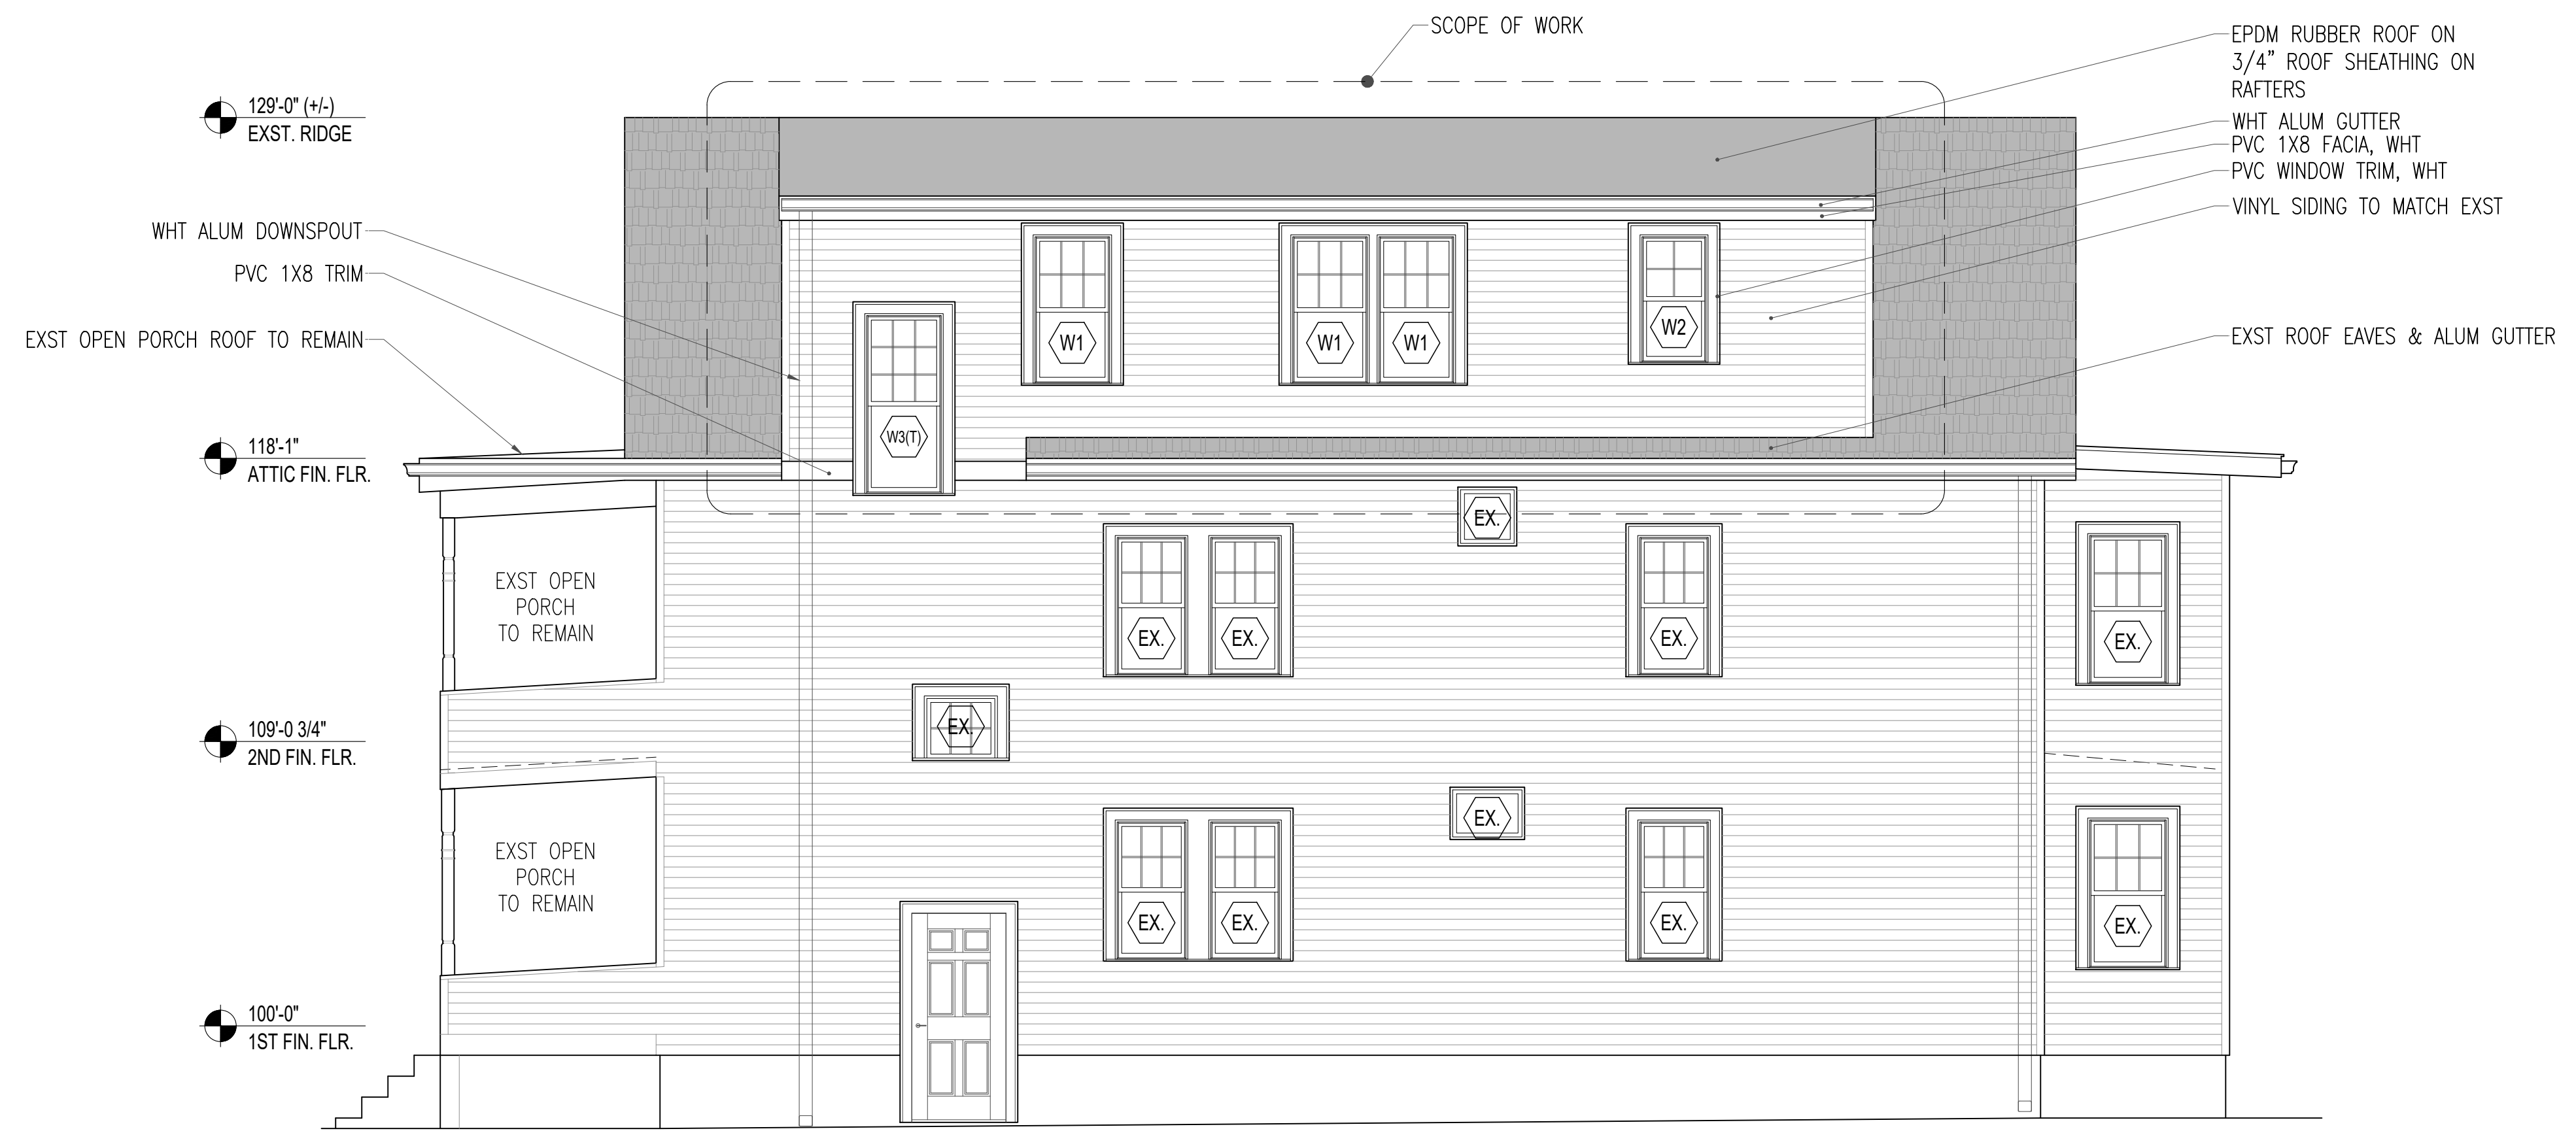 SCOPE OF WORK
EPDM RUBBER ROOF ON
3/4” ROOF SHEATHING ON
RAFTERS
WHT ALUM GUTTER
PVC 1X8 FACIA, WHT
PVC WINDOW TRIM, WHT
VINYL SIDING TO MATCH EXST
EXST ROOF EAVES & ALUM GUTTER
129'-0" (+/-)
EXST. RIDGE
WHT ALUM DOWNSPOUT
PVC 1X8 TRIM
EXST OPEN PORCH ROOF TO REMAIN
118'-1"
ATTIC FIN. FLR.
109'-0 3/4"
2ND FIN. FLR.
100'-0"
1ST FIN. FLR.
W1
W1
W1
W2
W3(T)
EX.
EXST OPEN
PORCH
TO REMAIN
EX.
EX.
EX.
EX.
EX.
EX.
EXST OPEN
PORCH
TO REMAIN
EX.
EX.
EX.
EX.